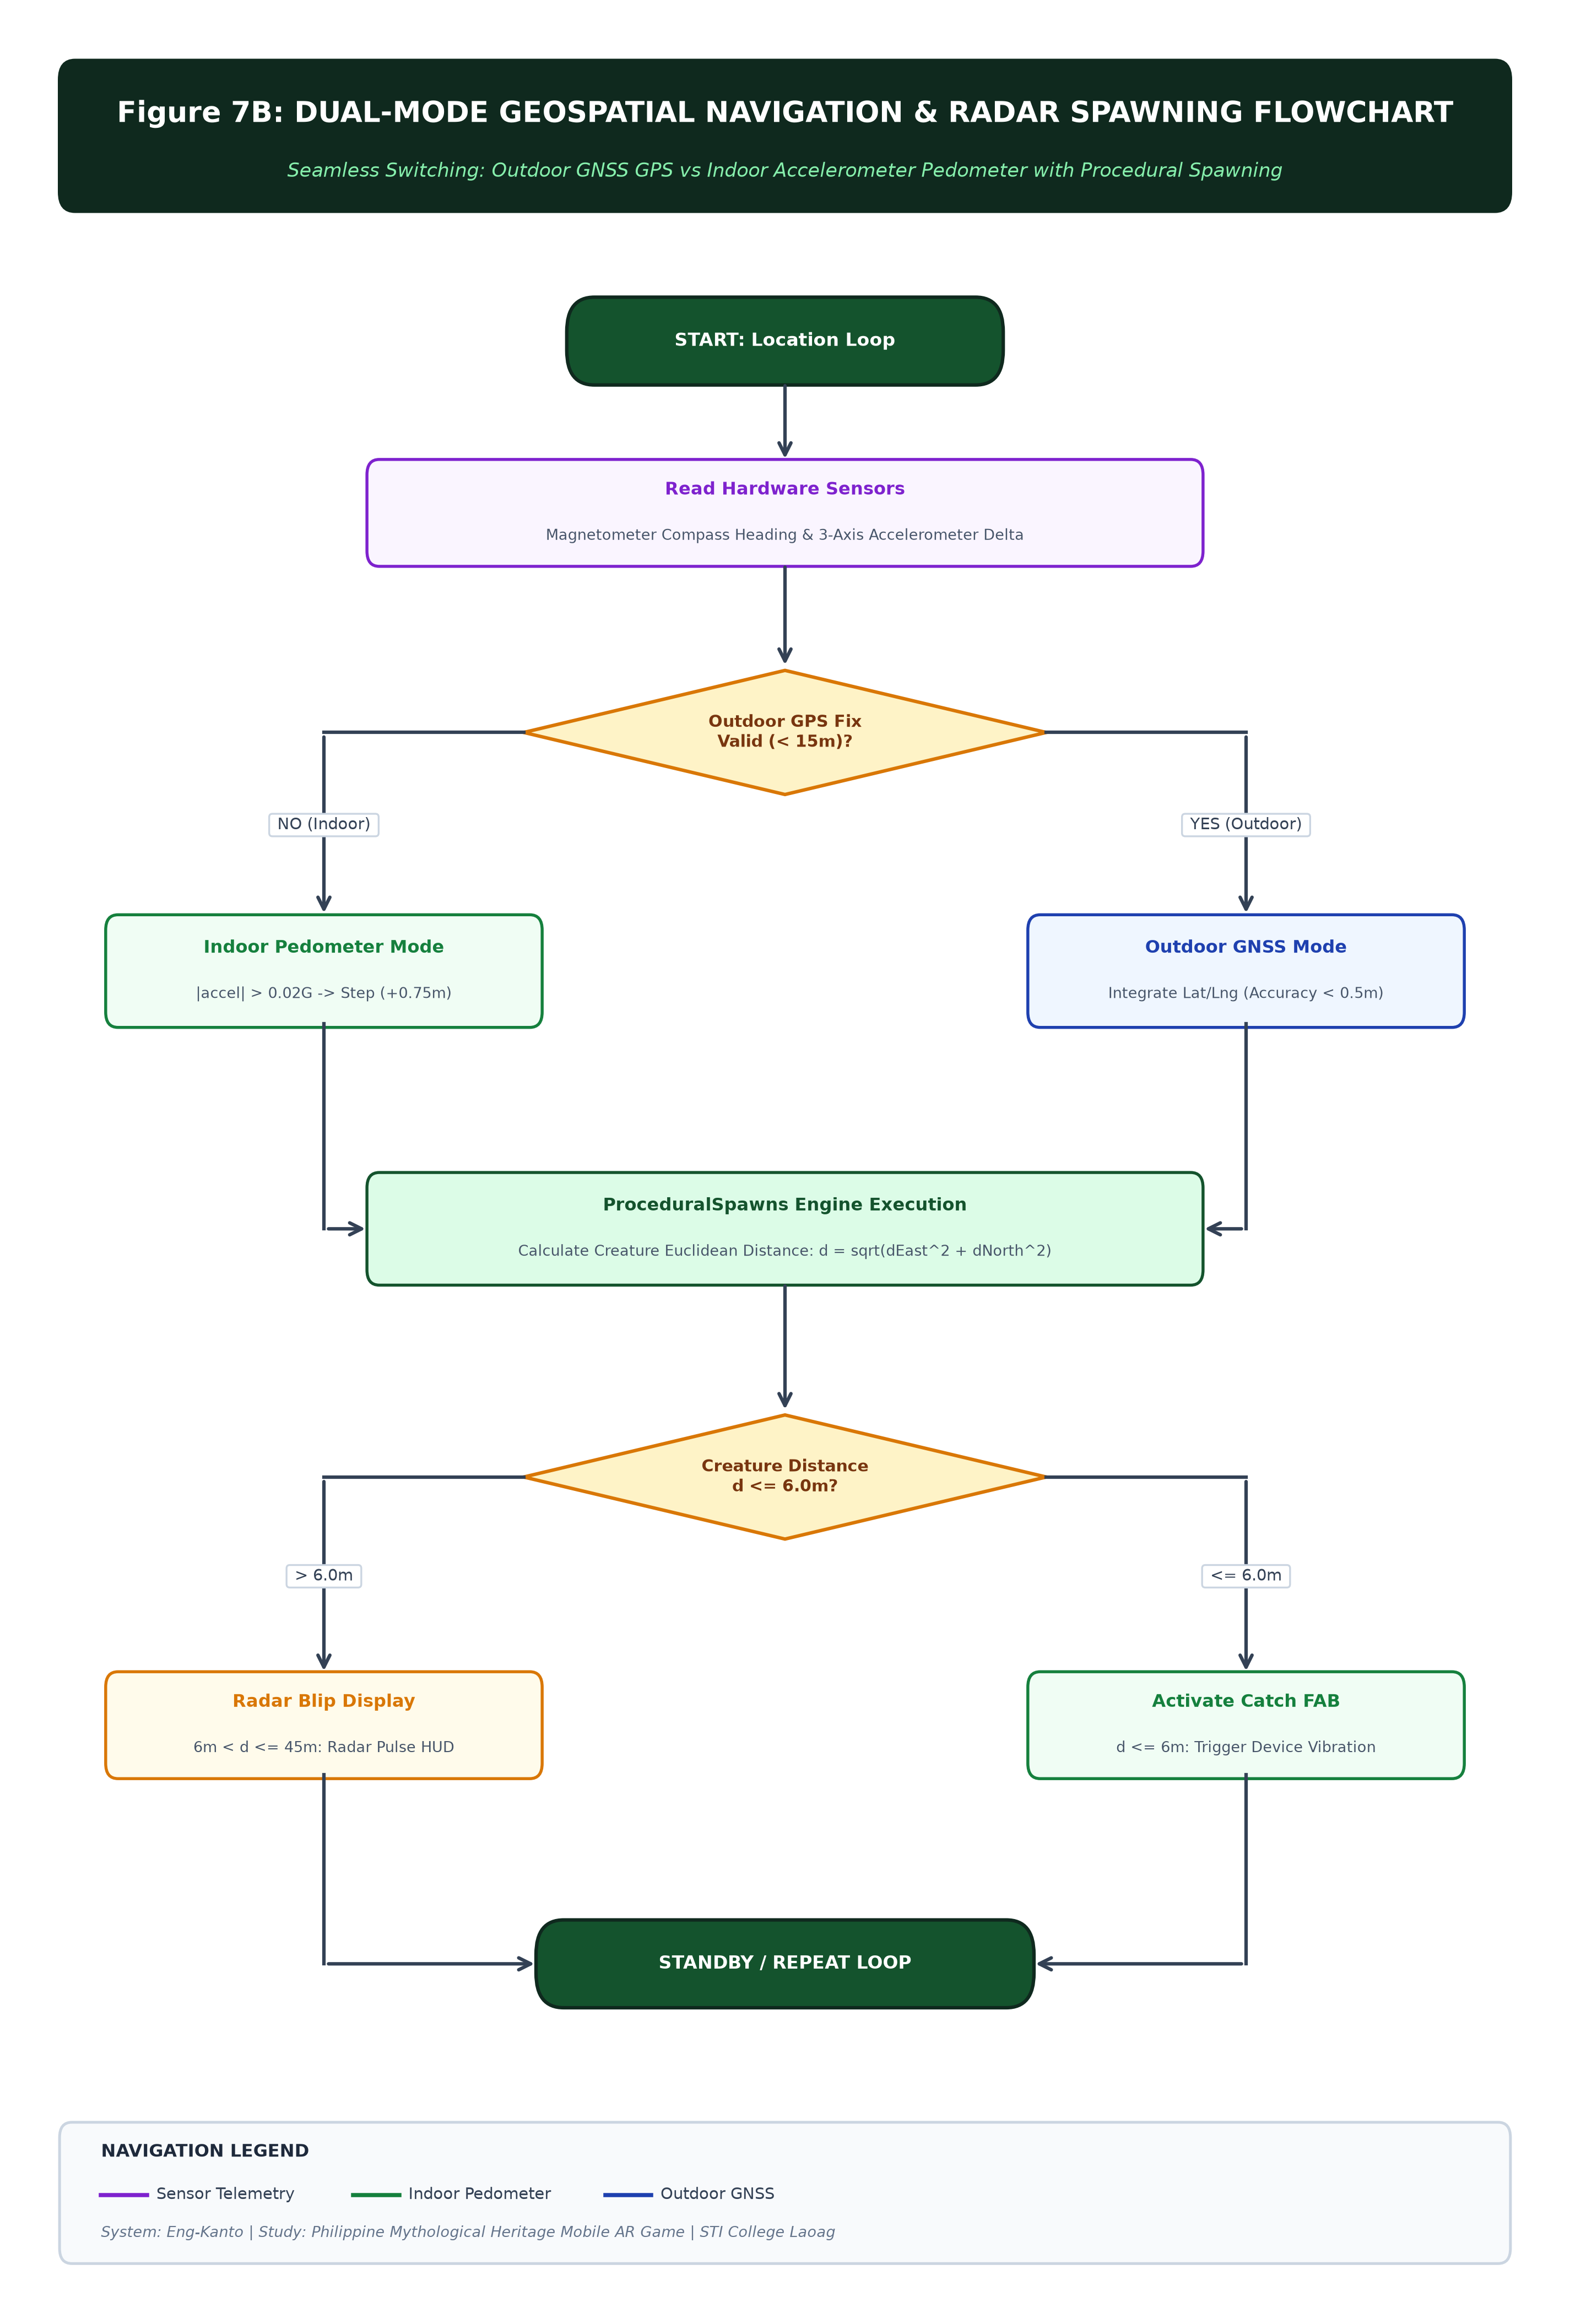 Figure 7B: DUAL-MODE GEOSPATIAL NAVIGATION & RADAR SPAWNING FLOWCHART
Seamless Switching: Outdoor GNSS GPS vs Indoor Accelerometer Pedometer with Procedural Spawning
START: Location Loop
Read Hardware Sensors
Magnetometer Compass Heading & 3-Axis Accelerometer Delta
Outdoor GPS Fix
Valid (< 15m)?
NO (Indoor)
YES (Outdoor)
Indoor Pedometer Mode
|accel| > 0.02G -> Step (+0.75m)
Outdoor GNSS Mode
Integrate Lat/Lng (Accuracy < 0.5m)
ProceduralSpawns Engine Execution
Calculate Creature Euclidean Distance: d = sqrt(dEast^2 + dNorth^2)
Creature Distance
d <= 6.0m?
> 6.0m
<= 6.0m
Radar Blip Display
6m < d <= 45m: Radar Pulse HUD
Activate Catch FAB
d <= 6m: Trigger Device Vibration
STANDBY / REPEAT LOOP
NAVIGATION LEGEND
Sensor Telemetry
Indoor Pedometer
Outdoor GNSS
System: Eng-Kanto | Study: Philippine Mythological Heritage Mobile AR Game | STI College Laoag